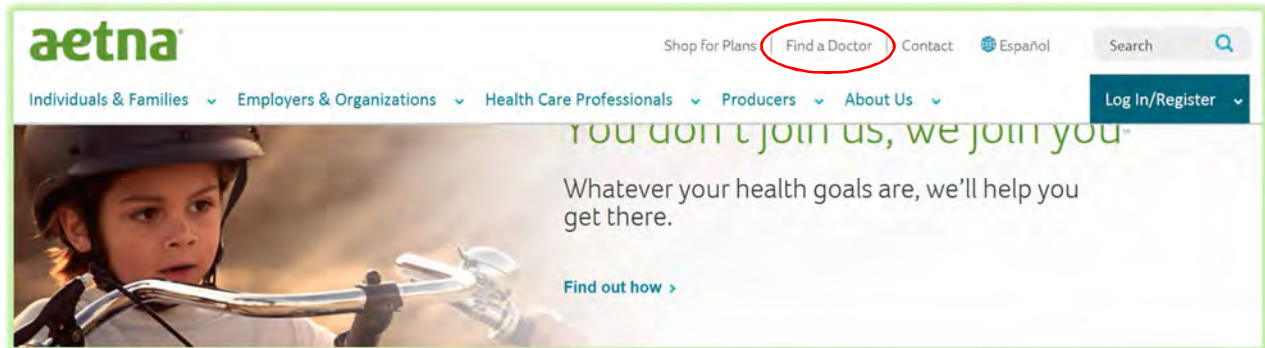 aetna
Shop for Plans | Find a Doctor | Contact Español Search
Individuals & Families Employers & Organizations Health Care Professionals Producers About Us Log In/Register
You don't join us, we join you℠
Whatever your health goals are, we'll help you
get there.
Find out how >